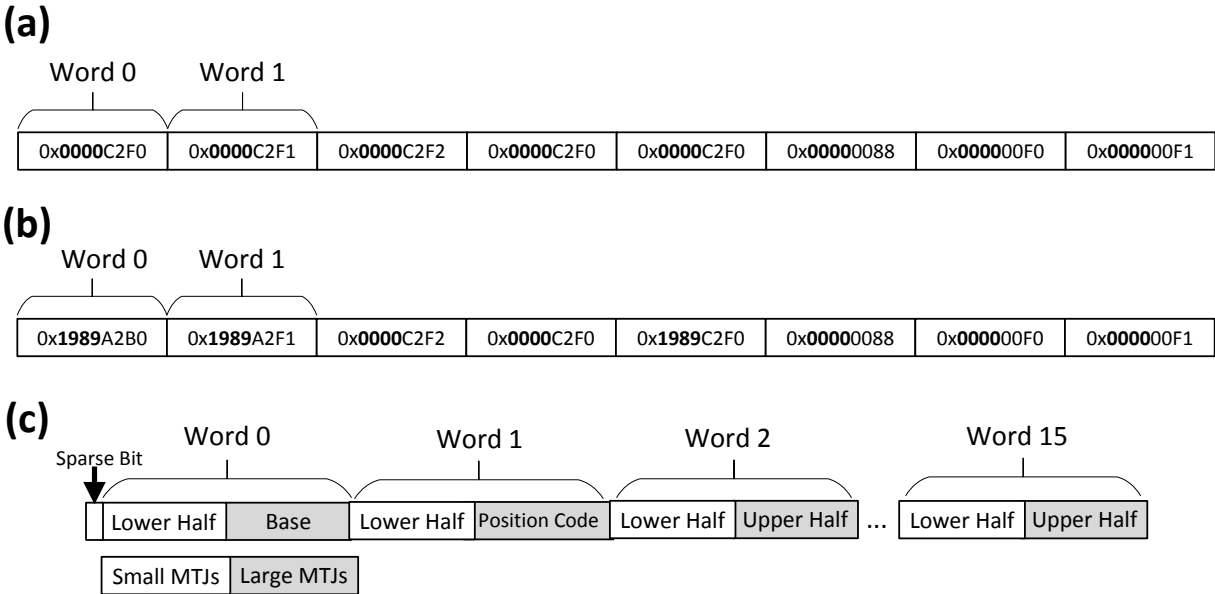 (a)
Word 0 Word 1
0x0000C2F0 0x0000C2F1 0x0000C2F2 0x0000C2F0 0x0000C2F0 0x00000088 0x000000F0 0x000000F1
(b)
Word 0 Word 1
0x1989A2B0 0x1989A2F1 0x0000C2F2 0x0000C2F0 0x1989C2F0 0x00000088 0x000000F0 0x000000F1
(c)
Word 0 Word 1 Word 2 Word 15
Sparse Bit
Lower Half Base Lower Half Position Code Lower Half Upper Half ... Lower Half Upper Half
Small MTJs Large MTJs